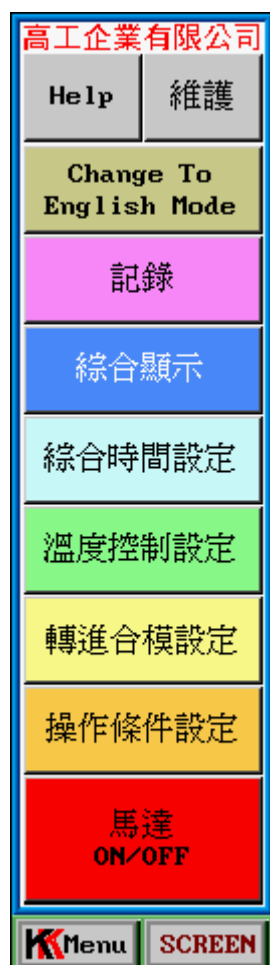 高工企業有限公司
Help 維護
Change To
English Mode
記錄
綜合顯示
綜合時間設定
溫度控制設定
轉進合模設定
操作條件設定
馬達
ON/OFF
KMenu SCREEN